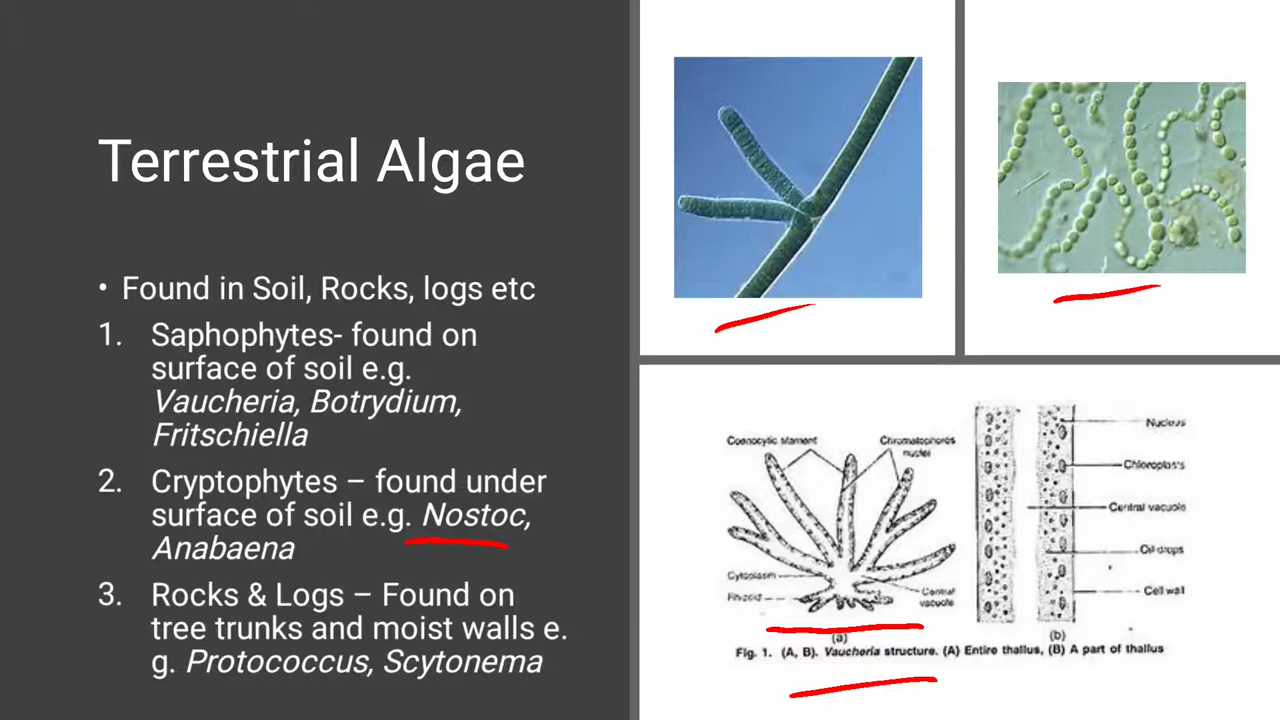 Terrestrial Algae
• Found in Soil, Rocks, logs etc
1. Saphophytes- found on
surface of soil e.g.
Vaucheria, Botrydium,
Fritschiella
2. Cryptophytes – found under
surface of soil e.g. Nostoc,
Anabaena
3. Rocks & Logs – Found on
tree trunks and moist walls e.
g. Protococcus, Scytonema
Coenocytic filament
Chromatophores
nuclei
Cytoplasm
Rhizoid
Central
vacuole
(a)
Nucleus
Chloroplasts
Central vacuole
Oil drops
Cell wall
(b)
Fig. 1. (A, B). Vaucheria structure. (A) Entire thallus, (B) A part of thallus